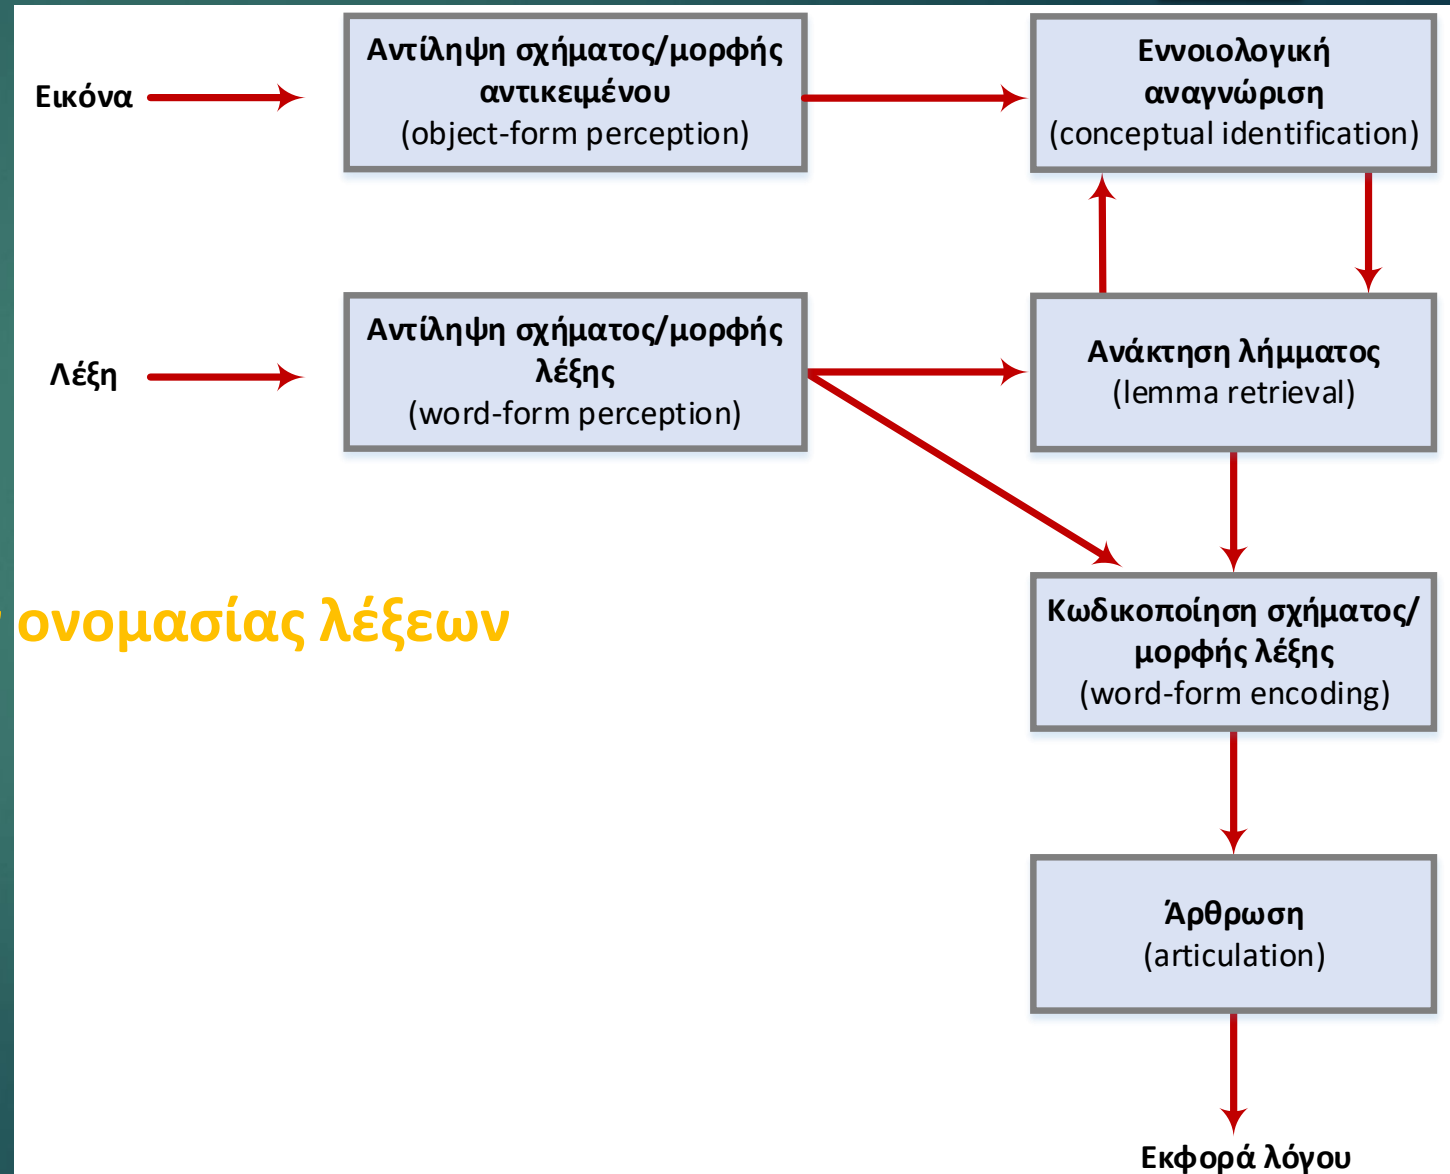 Εικόνα
Αντίληψη σχήματος/μορφής
αντικειμένου
(object-form perception)
Εννοιολογική
αναγνώριση
(conceptual identification)
Λέξη
Αντίληψη σχήματος/μορφής
λέξης
(word-form perception)
Ανάκτηση λήμματος
(lemma retrieval)
ονομασίας λέξεων
Κωδικοποίηση σχήματος/
μορφής λέξης
(word-form encoding)
Άρθρωση
(articulation)
Εκφορά λόγου